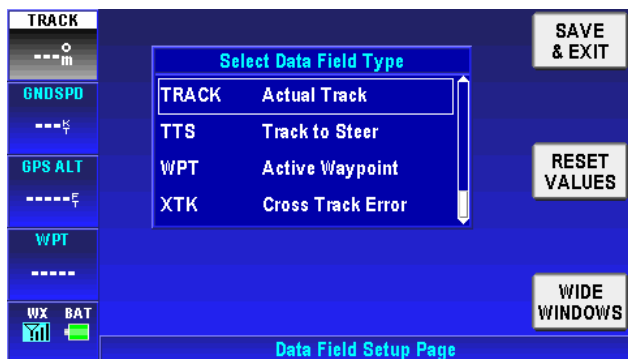 TRACK
---°m
GNDSPD
---KT
GPS ALT
-----FT
WPT
-----
WX BAT
Select Data Field Type
TRACK Actual Track
TTS Track to Steer
WPT Active Waypoint
XTK Cross Track Error
SAVE
& EXIT
RESET
VALUES
WIDE
WINDOWS
Data Field Setup Page